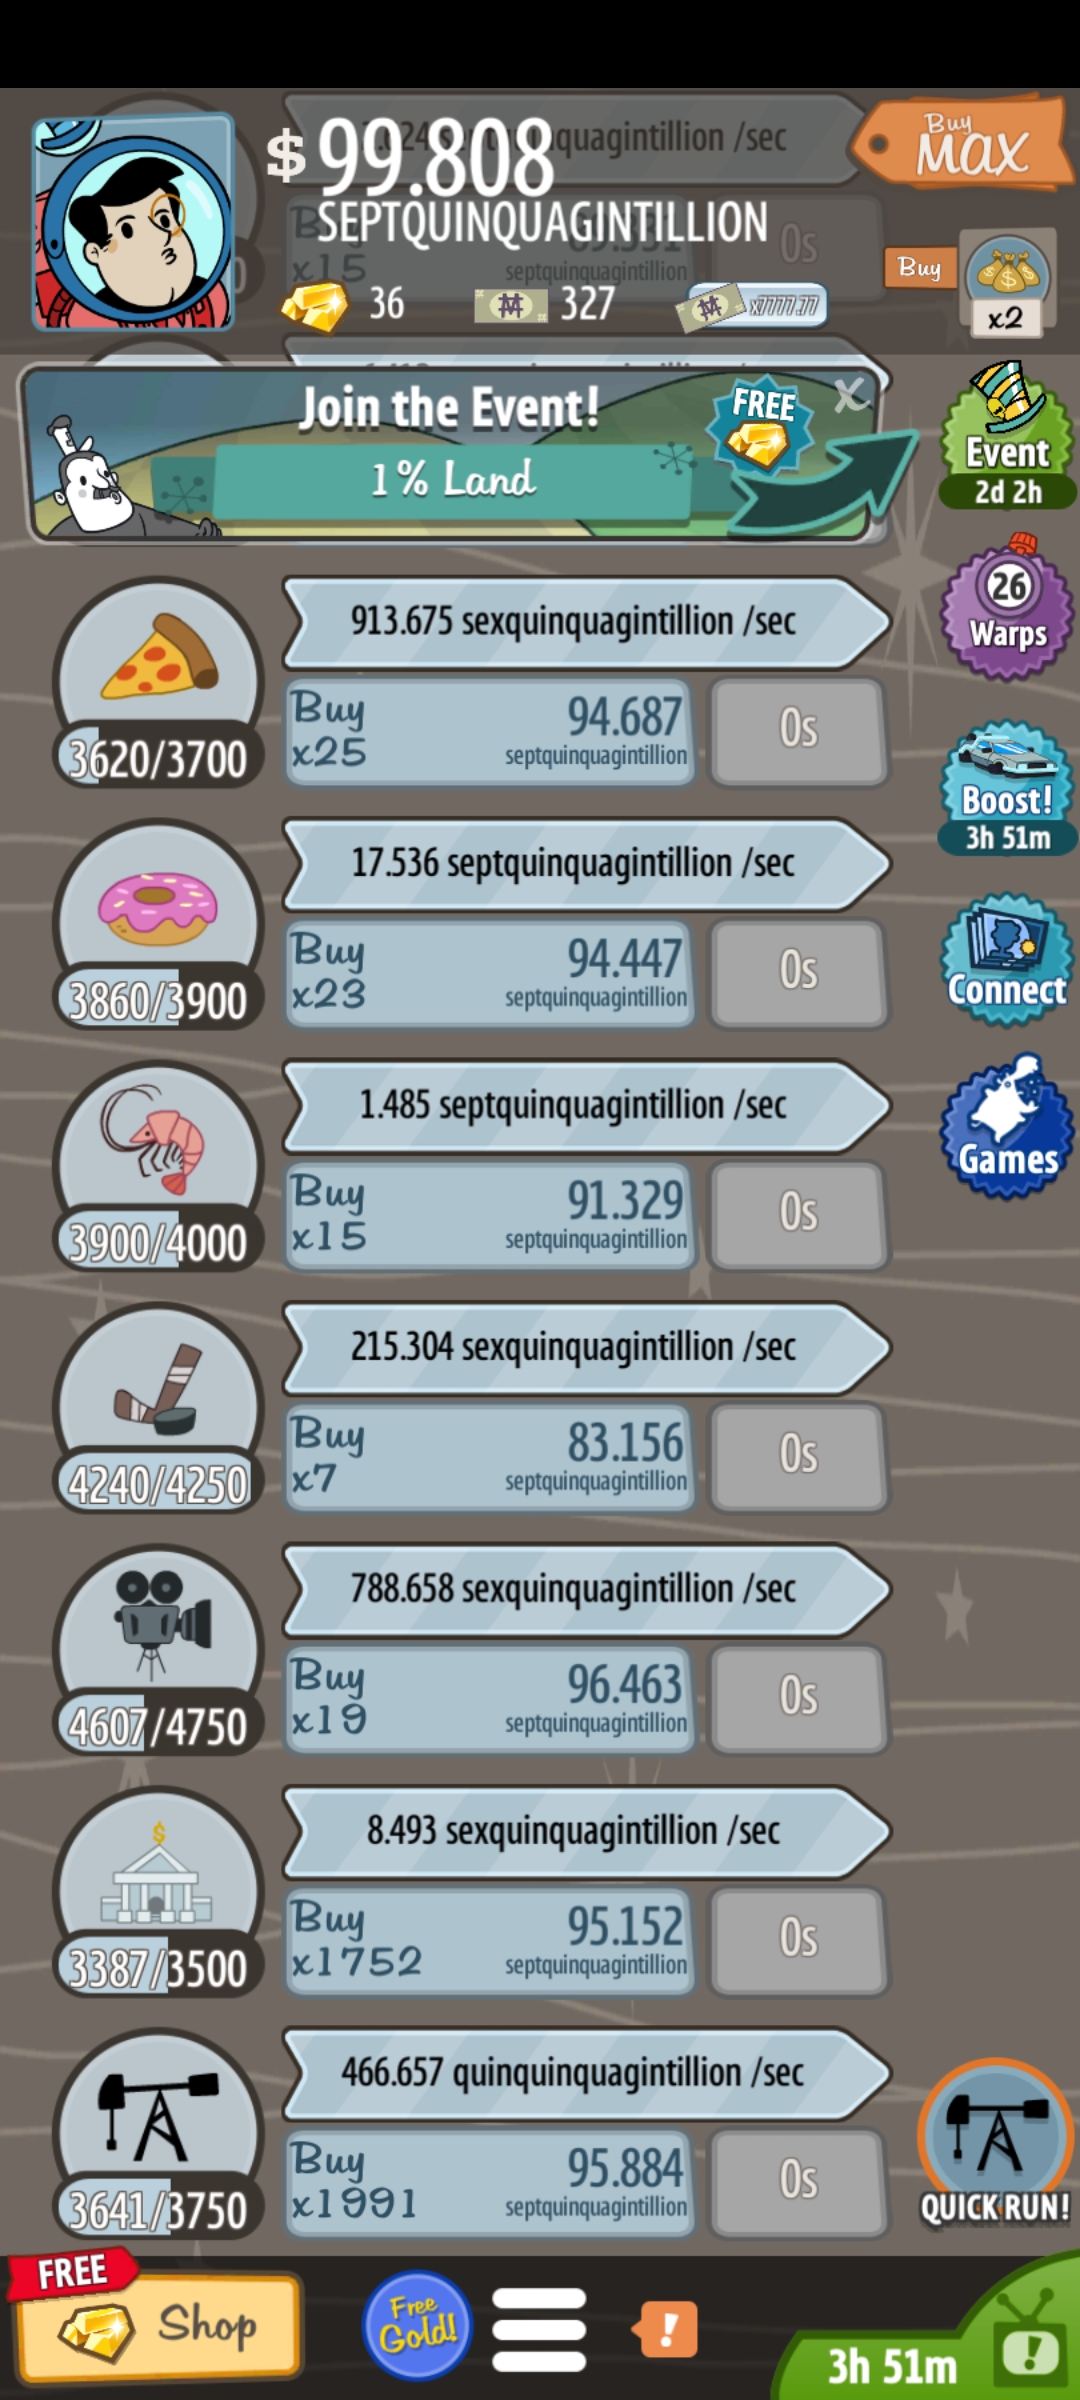 $ 99.808
SEPTQUINQUAGINTILLION
Buy
MAX
Buy
x15
septquinquagintillion
0s
36
327
x7777.77
Buy
x2
Join the Event!
1% Land
FREE
X
Event
2d 2h
26
Warps
Boost!
3h 51m
Connect
Games
913.675 sexquinquagintillion /sec
3620/3700
Buy
x25
94.687
septquinquagintillion
0s
17.536 septquinquagintillion /sec
3860/3900
Buy
x23
94.447
septquinquagintillion
0s
1.485 septquinquagintillion /sec
3900/4000
Buy
x15
91.329
septquinquagintillion
0s
215.304 sexquinquagintillion /sec
4240/4250
Buy
x7
83.156
septquinquagintillion
0s
788.658 sexquinquagintillion /sec
4607/4750
Buy
x19
96.463
septquinquagintillion
0s
8.493 sexquinquagintillion /sec
3387/3500
Buy
x1752
95.152
septquinquagintillion
0s
466.657 quinquagintillion /sec
3641/3750
Buy
x1991
95.884
septquinquagintillion
0s
QUICK RUN!
FREE
Shop
Free
Gold!
!
3h 51m
!